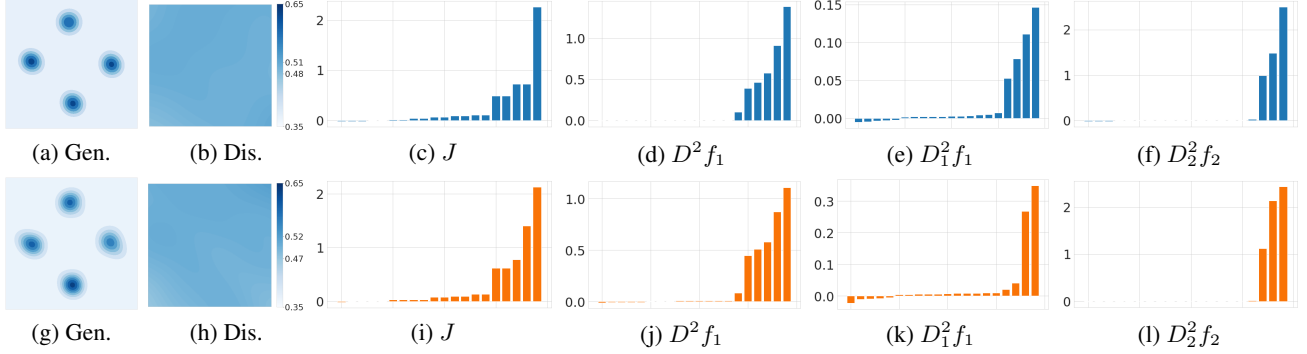 0.65
0.51
0.48
0.35
2
1
0
1.0
0.5
0.0
0.15
0.10
0.05
0.00
2
1
0
(a) Gen.
(b) Dis.
(c) J
(d) D²f₁
(e) D₁²f₁
(f) D₂²f₂
0.65
0.52
0.47
0.35
2
1
0
1.0
0.5
0.0
0.3
0.2
0.1
0.0
2
1
0
(g) Gen.
(h) Dis.
(i) J
(j) D²f₁
(k) D₁²f₁
(l) D₂²f₂